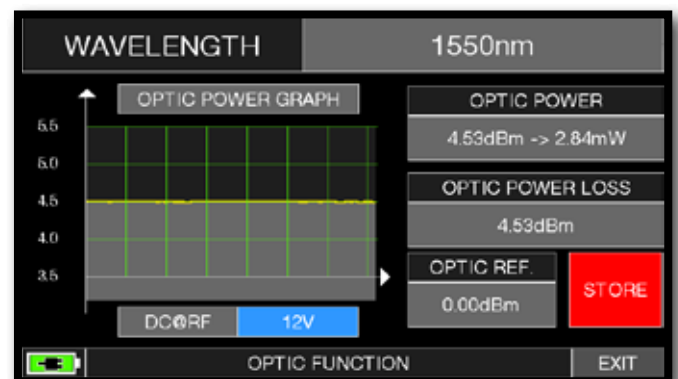 WAVELENGTH 1550nm
OPTIC POWER GRAPH
5.5
5.0
4.5
4.0
3.5
DC@RF 12V
OPTIC POWER
4.53dBm -> 2.84mW
OPTIC POWER LOSS
4.53dBm
OPTIC REF.
0.00dBm
STORE
OPTIC FUNCTION EXIT